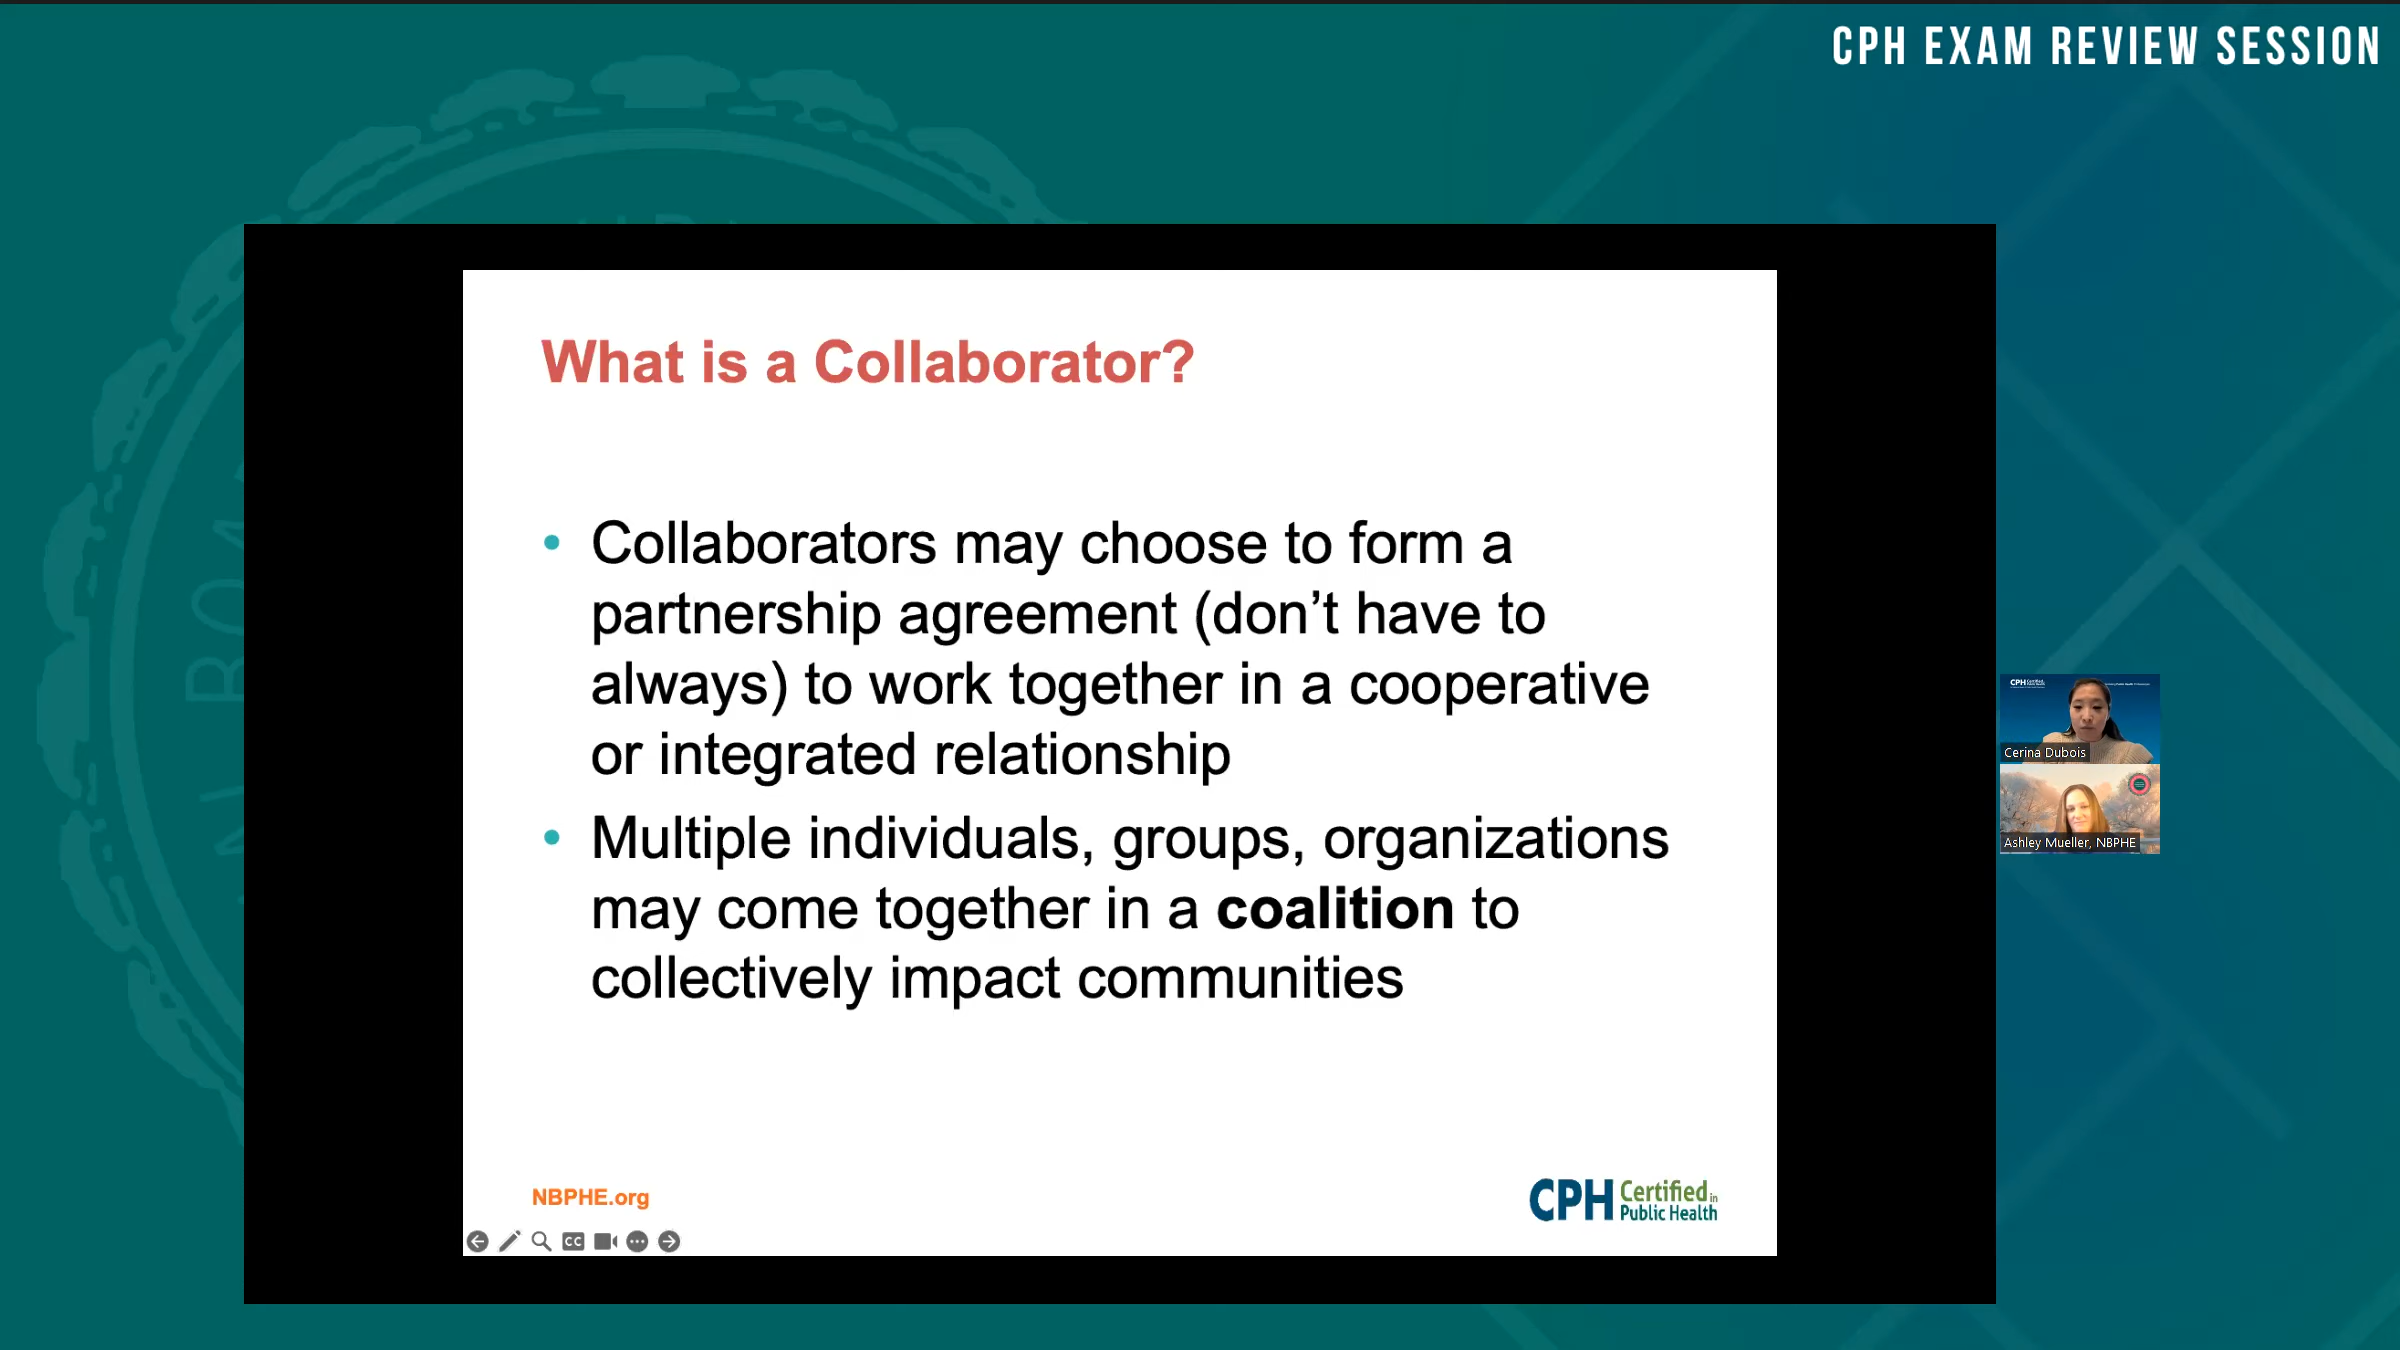 CPH EXAM REVIEW SESSION
What is a Collaborator?
• Collaborators may choose to form a
partnership agreement (don’t have to
always) to work together in a cooperative
or integrated relationship
• Multiple individuals, groups, organizations
may come together in a coalition to
collectively impact communities
NBPHE.org
CPH Certified in
Public Health
CC
Cerina Dubois
Ashley Mueller, NBPHE